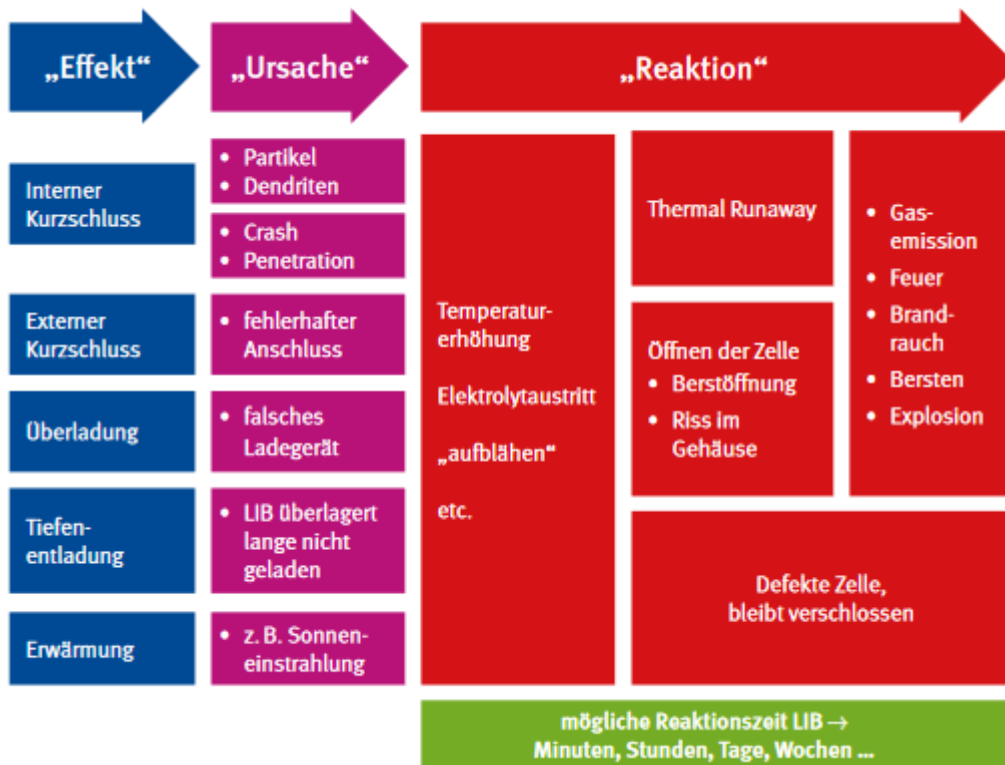 „Effekt“
„Ursache“
„Reaktion“
Interner
Kurzschluss
• Partikel
• Dendriten
• Crash
• Penetration
Externer
Kurzschluss
• fehlerhafter
Anschluss
Überladung
• falsches
Ladegerät
Tiefen-
entladung
• LIB überlagert
lange nicht
geladen
Erwärmung
• z. B. Sonnen-
einstrahlung
Temperatur-
erhöhung
Elektrolytaustritt
„aufblähen“
etc.
Thermal Runaway
Öffnen der Zelle
• Berstöffnung
• Riss im
Gehäuse
• Gas-
emission
• Feuer
• Brand-
rauch
• Bersten
• Explosion
Defekte Zelle,
bleibt verschlossen
mögliche Reaktionszeit LIB →
Minuten, Stunden, Tage, Wochen ...